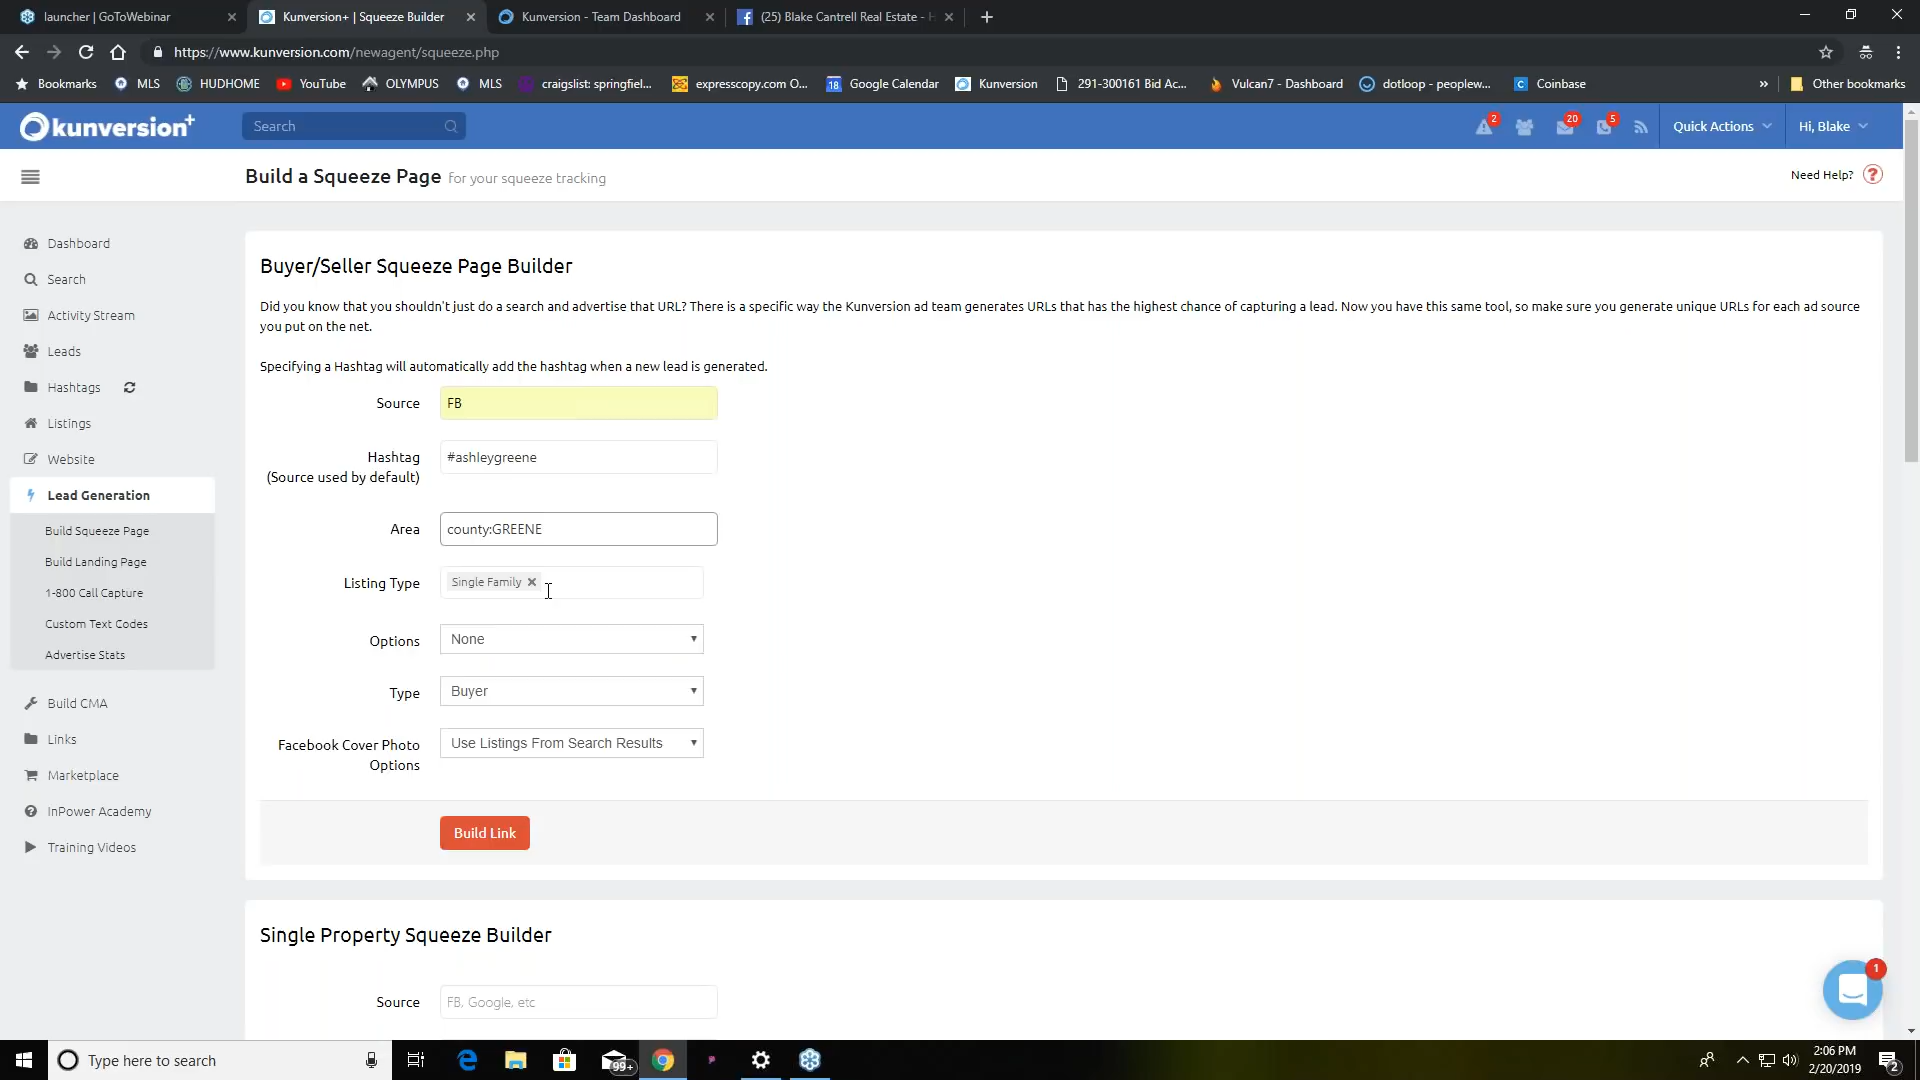 launcher | GoToWebinar
Kunversion+ | Squeeze Builder
Kunversion - Team Dashboard
(25) Blake Cantrell Real Estate - H
https://www.kunversion.com/newagent/squeeze.php
Bookmarks
MLS
HUDHOME
YouTube
OLYMPUS
MLS
craigslist: springfiel...
expresscopy.com O...
18
Google Calendar
Kunversion
291-300161 Bid Ac...
Vulcan7 - Dashboard
dotloop - peoplew...
C
Coinbase
»
Other bookmarks
kunversion+
Search
2
20
5
Quick Actions
Hi, Blake
Build a Squeeze Page for your squeeze tracking
Need Help? ?
Dashboard
Search
Activity Stream
Leads
Hashtags
Listings
Website
Lead Generation
Build Squeeze Page
Build Landing Page
1-800 Call Capture
Custom Text Codes
Advertise Stats
Build CMA
Links
Marketplace
InPower Academy
Training Videos
Buyer/Seller Squeeze Page Builder
Did you know that you shouldn't just do a search and advertise that URL? There is a specific way the Kunversion ad team generates URLs that has the highest chance of capturing a lead. Now you have this same tool, so make sure you generate unique URLs for each ad source
you put on the net.
Specifying a Hashtag will automatically add the hashtag when a new lead is generated.
Source
FB
Hashtag
(Source used by default)
#ashleygreene
Area
county:GREENE
Listing Type
Single Family ×
Options
None
Type
Buyer
Facebook Cover Photo
Options
Use Listings From Search Results
Build Link
Single Property Squeeze Builder
Source
FB, Google, etc
1
Type here to search
99+
2:06 PM
2/20/2019
2